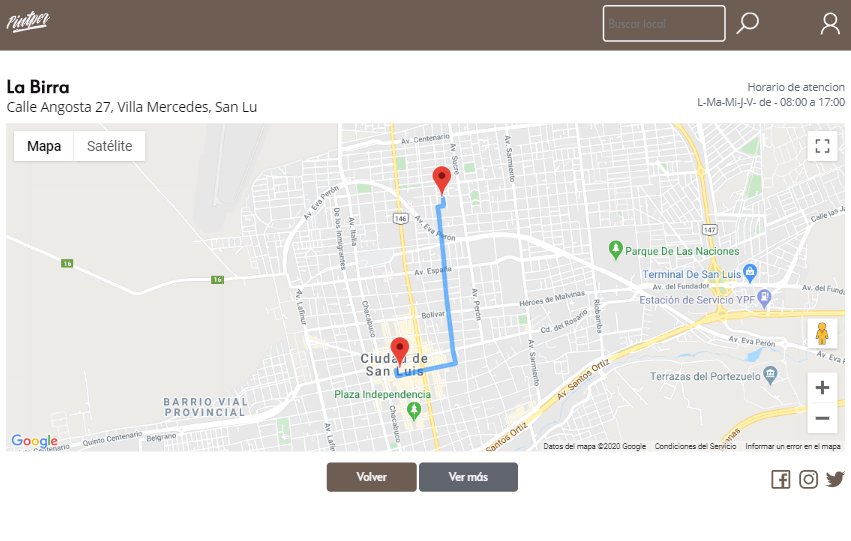 Pintper
Buscar local
La Birra
Calle Angosta 27, Villa Mercedes, San Lu
Horario de atencion
L-Ma-Mi-J-V- de - 08:00 a 17:00
Mapa
Satélite
Av. Centenario
Av. Sucre
Av. Sarmiento
Av. Eva Perón
Av. Italia
De los Inmigrantes
146
Av. Eva Perón
147
Calle las Ja
16
16
Parque De Las Naciones
Terminal De San Luis
Av. España
Av. del Fundador
Av. del Fund
Estación de Servicio YPF
Av. Lafinur
Chacabuco
Av. Perón
Héroes de Malvinas
Riobamba
Bolívar
Cd. del Rosario
Av. Sarmiento
Av. Eva Perón
Ciudad de
San Luis
Av. Santos Ortiz
Terrazas del Portezuelo
Plaza Independencia
BARRIO VIAL
PROVINCIAL
Chacabuco
Av. Lafinur
Quinto Centenario
Belgrano
Santos Ortiz
Google
Datos del mapa ©2020 Google
Condiciones del Servicio
Informar un error en el mapa
Volver
Ver más